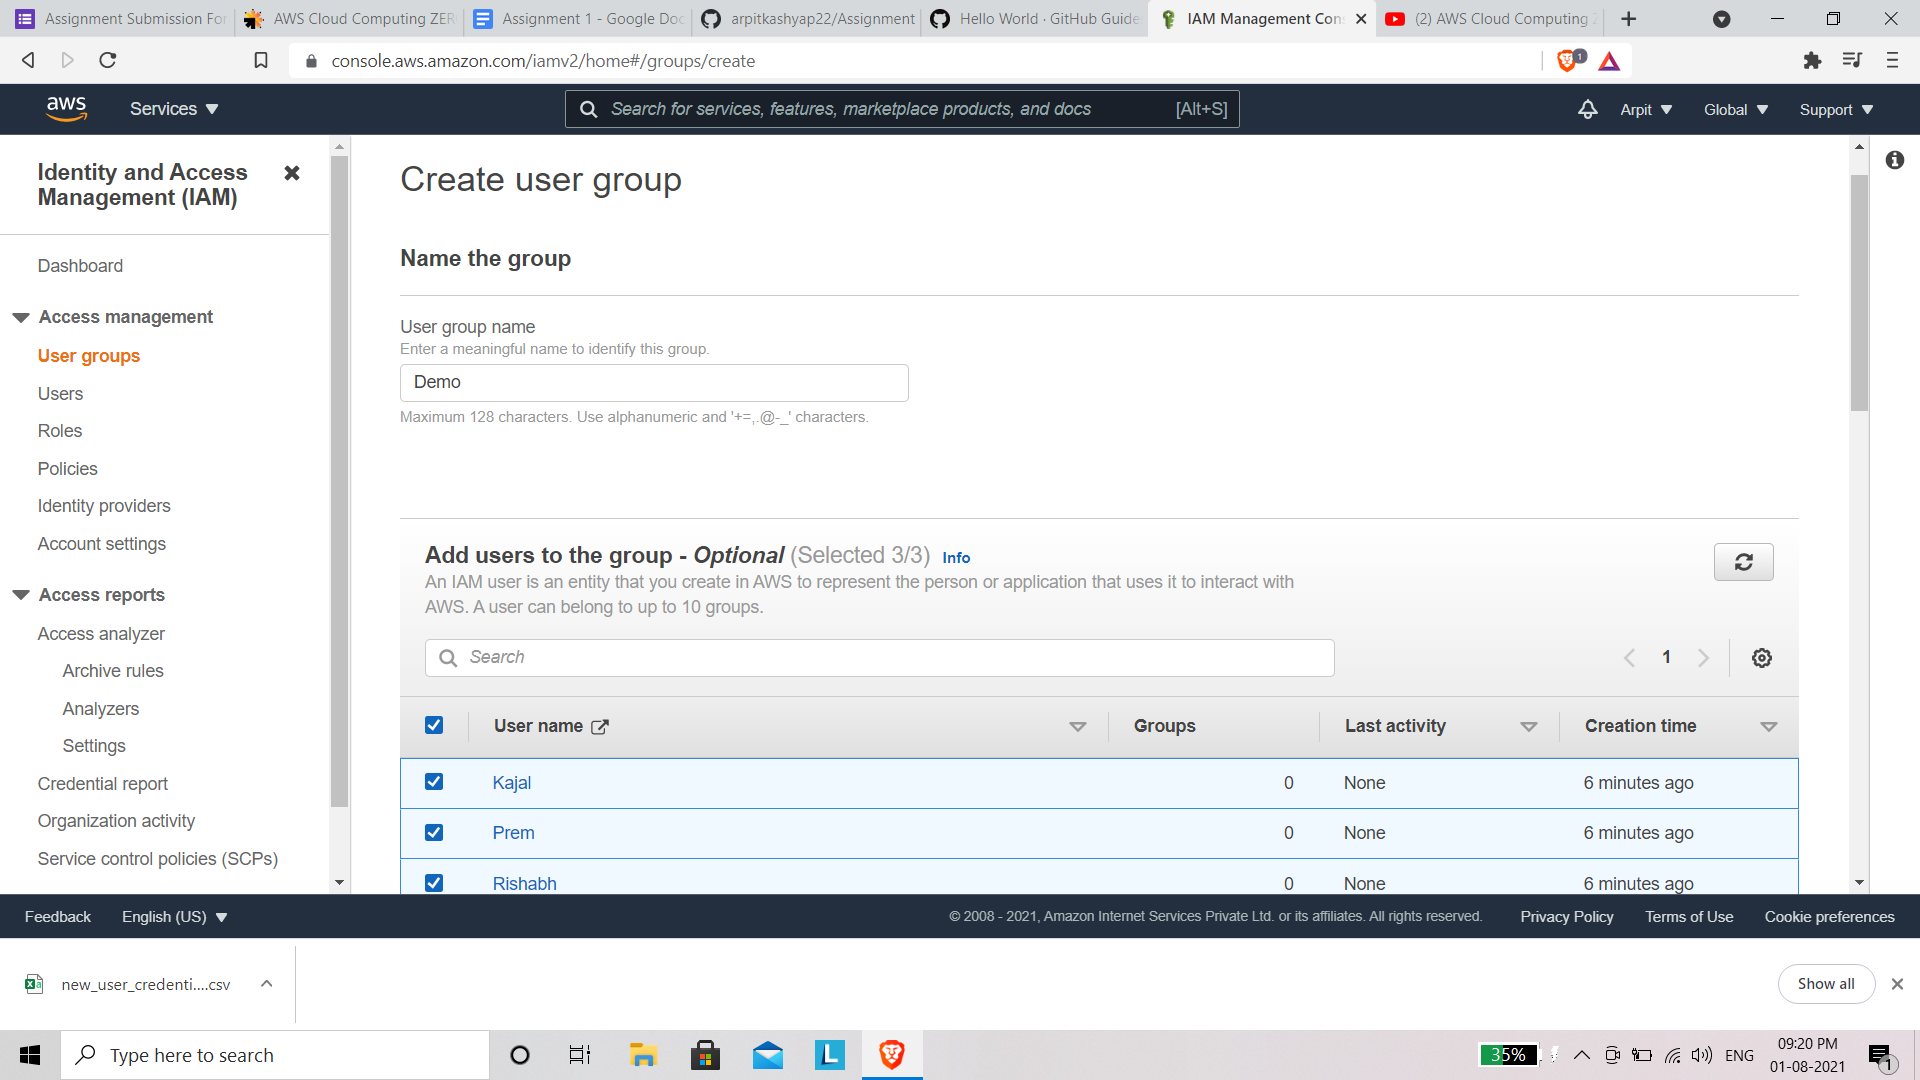 Assignment Submission For
AWS Cloud Computing ZER
Assignment 1 - Google Doc
arpitkashyap22/Assignment
Hello World · GitHub Guide
IAM Management Con
(2) AWS Cloud Computing Z
console.aws.amazon.com/iamv2/home#/groups/create
1
aws
Services
Search for services, features, marketplace products, and docs
[Alt+S]
Arpit
Global
Support
Identity and Access
Management (IAM)
Dashboard
Access management
User groups
Users
Roles
Policies
Identity providers
Account settings
Access reports
Access analyzer
Archive rules
Analyzers
Settings
Credential report
Organization activity
Service control policies (SCPs)
Create user group
Name the group
User group name
Enter a meaningful name to identify this group.
Demo
Maximum 128 characters. Use alphanumeric and '+=,.@-_' characters.
Add users to the group - Optional (Selected 3/3) Info
An IAM user is an entity that you create in AWS to represent the person or application that uses it to interact with
AWS. A user can belong to up to 10 groups.
Search
1
User name Groups Last activity Creation time
Kajal 0 None 6 minutes ago
Prem 0 None 6 minutes ago
Rishabh 0 None 6 minutes ago
Feedback
English (US)
© 2008 - 2021, Amazon Internet Services Private Ltd. or its affiliates. All rights reserved.
Privacy Policy
Terms of Use
Cookie preferences
new_user_credenti....csv
Show all
Type here to search
L
35%
ENG
09:20 PM
01-08-2021
1